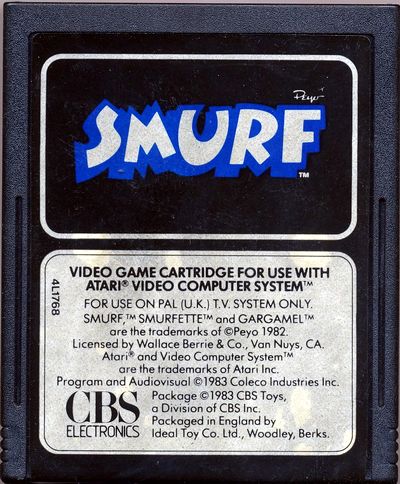 Peyo
SMURF
TM
4L1768
VIDEO GAME CARTRIDGE FOR USE WITH
ATARI® VIDEO COMPUTER SYSTEM™
FOR USE ON PAL (U.K.) T.V. SYSTEM ONLY.
SMURF,™ SMURFETTE™ and GARGAMEL™
are the trademarks of ©Peyo 1982.
Licensed by Wallace Berrie & Co., Van Nuys, CA.
Atari® and Video Computer System™
are the trademarks of Atari Inc.
Program and Audiovisual ©1983 Coleco Industries Inc.
CBS
ELECTRONICS
Package ©1983 CBS Toys,
a Division of CBS Inc.
Packaged in England by
Ideal Toy Co. Ltd., Woodley, Berks.